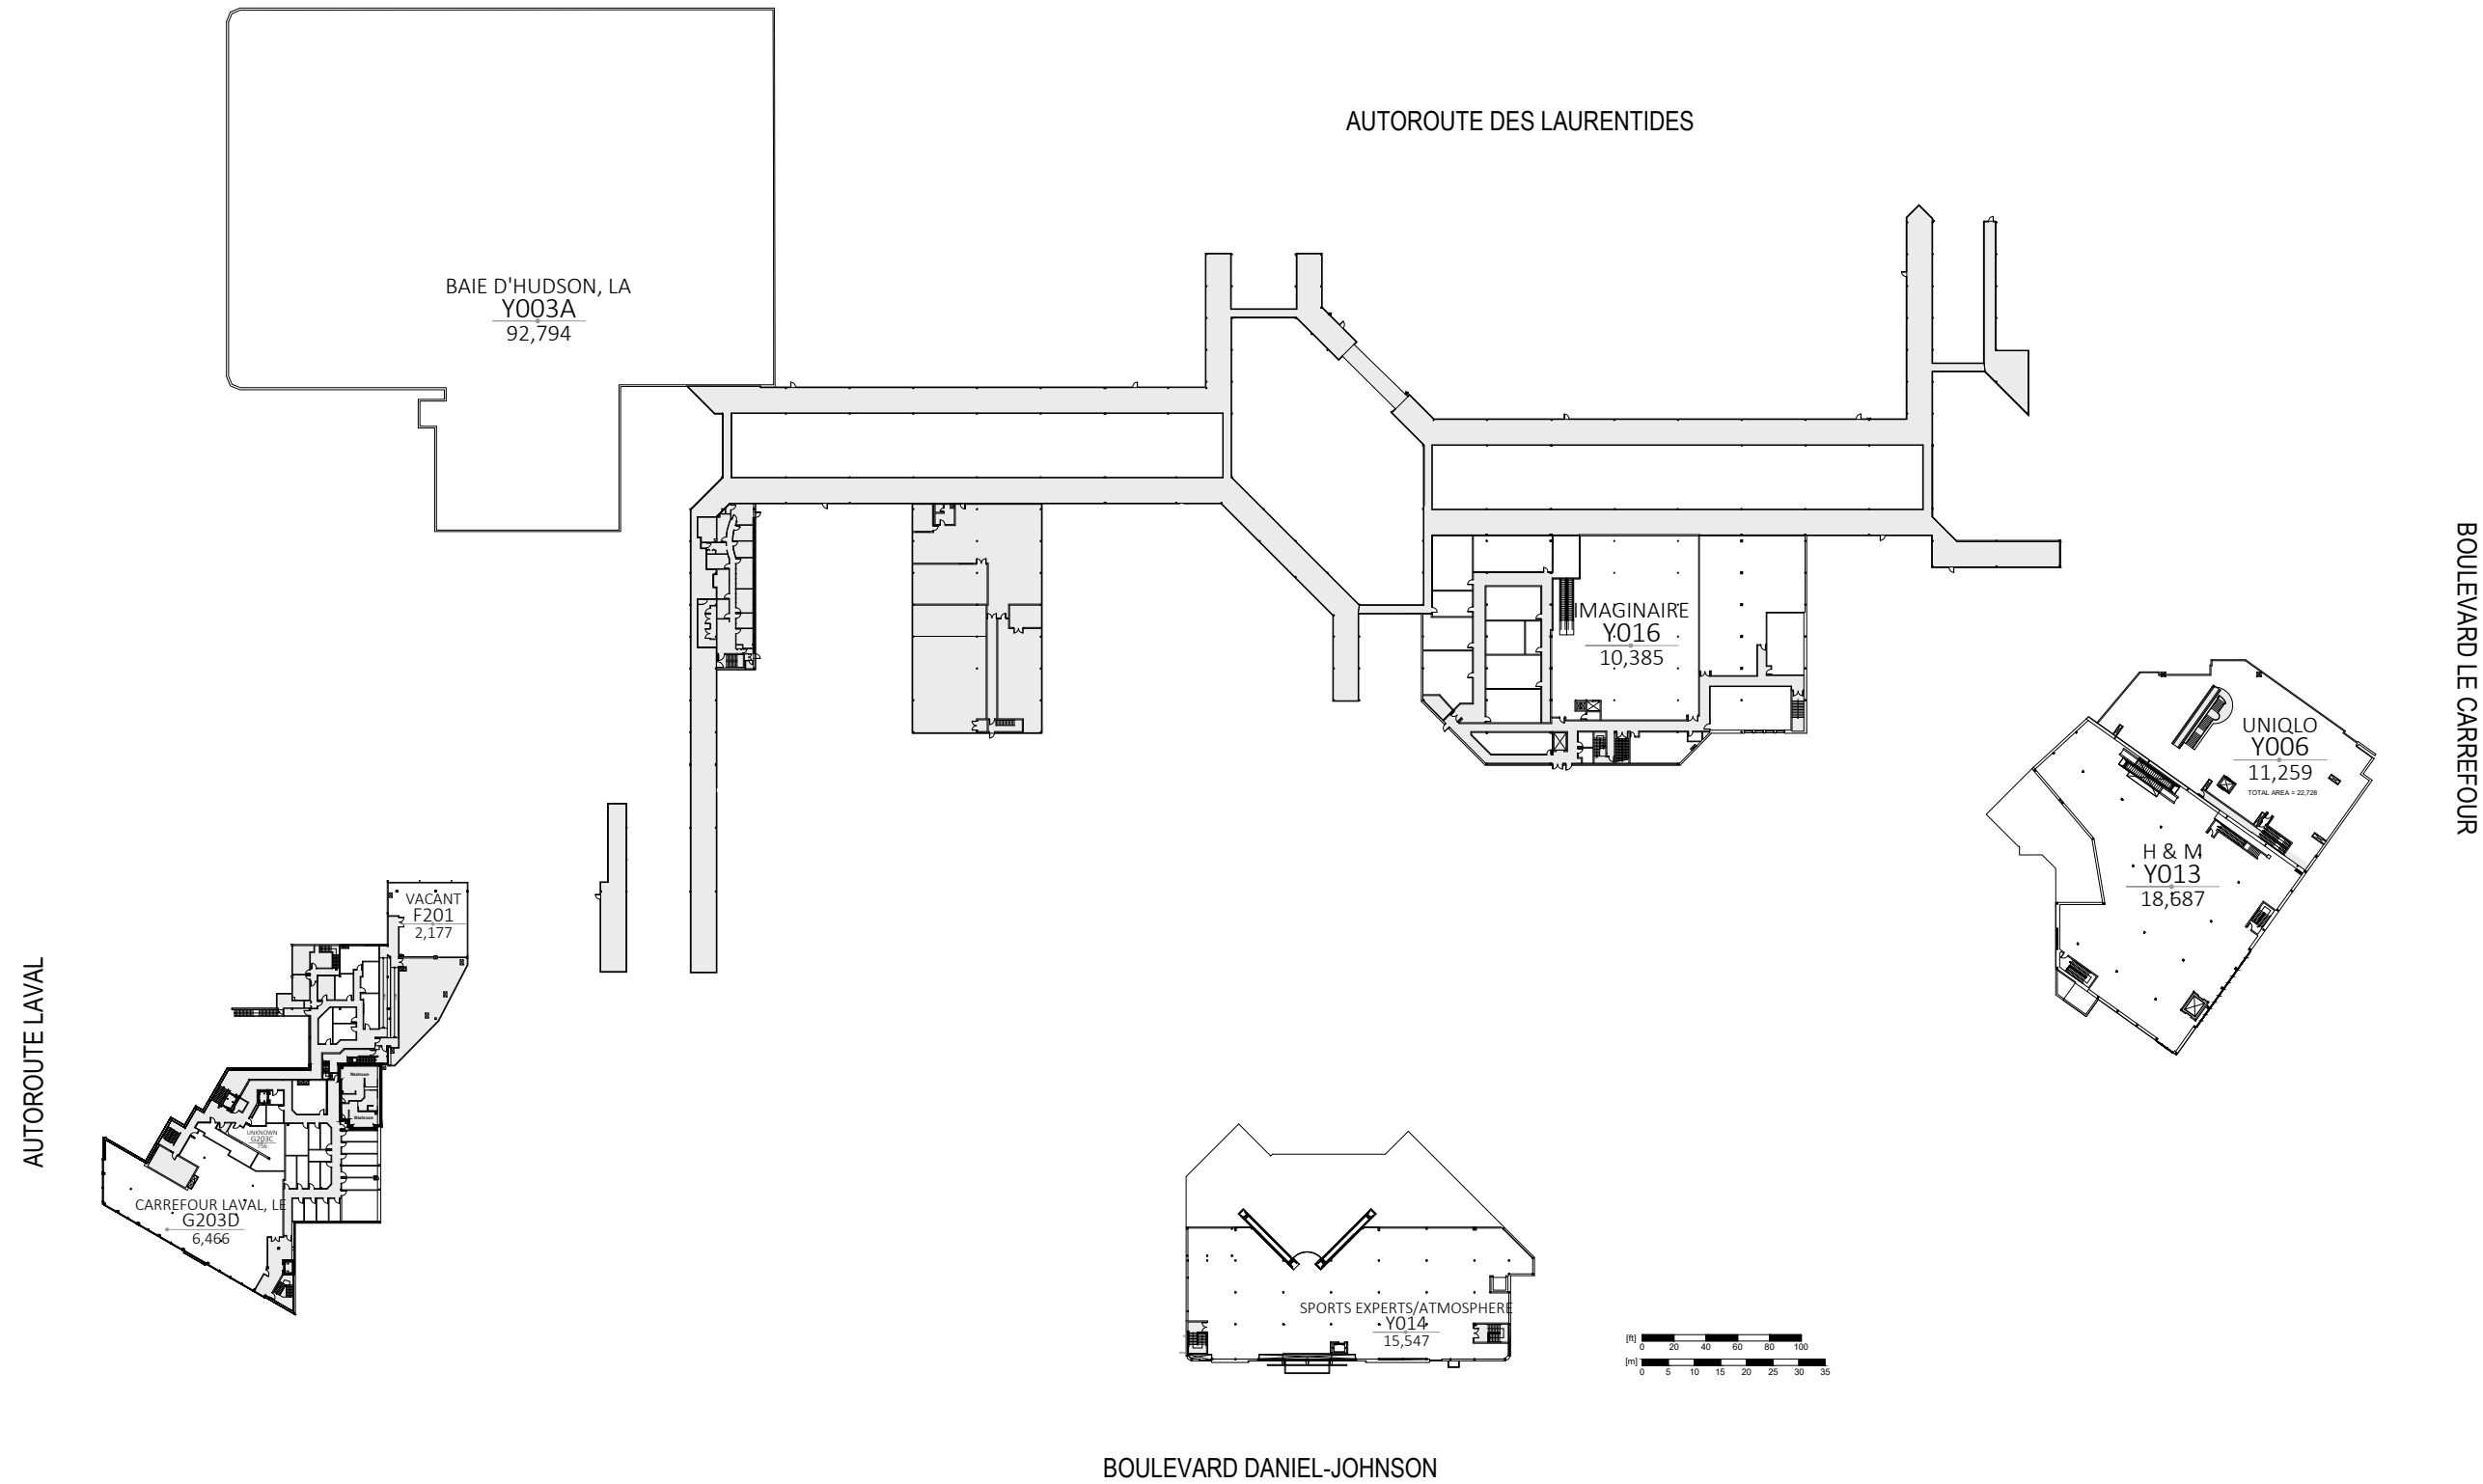 AUTOROUTE DES LAURENTIDES
BAIE D'HUDSON, LA
Y003A
92,794
BOULEVARD LE CARREFOUR
IMAGINAIRE
Y016
10,385
UNIQLO
Y006
11,259
TOTAL AREA = 22,728
H & M
Y013
18,687
VACANT
F201
2,177
AUTOROUTE LAVAL
Washroom
Washroom
UNKNOWN
G203C
756
CARREFOUR LAVAL, LE
G203D
6,466
SPORTS EXPERTS/ATMOSPHERE
Y014
15,547
[ft]
0 20 40 60 80 100
[m]
0 5 10 15 20 25 30 35
BOULEVARD DANIEL-JOHNSON